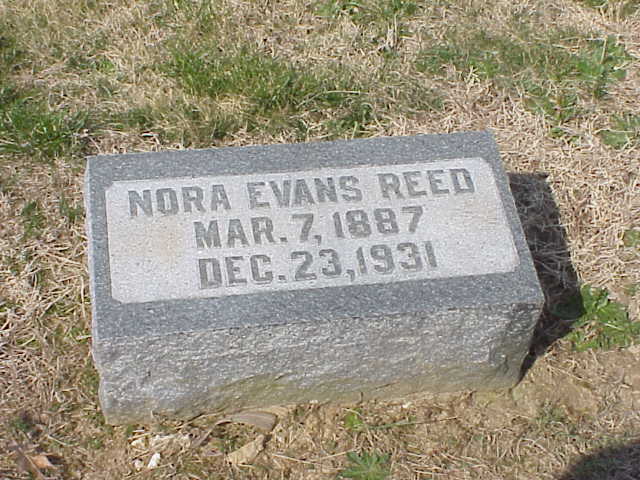 NORA EVANS REED
MAR. 7, 1887
DEC. 23, 1931